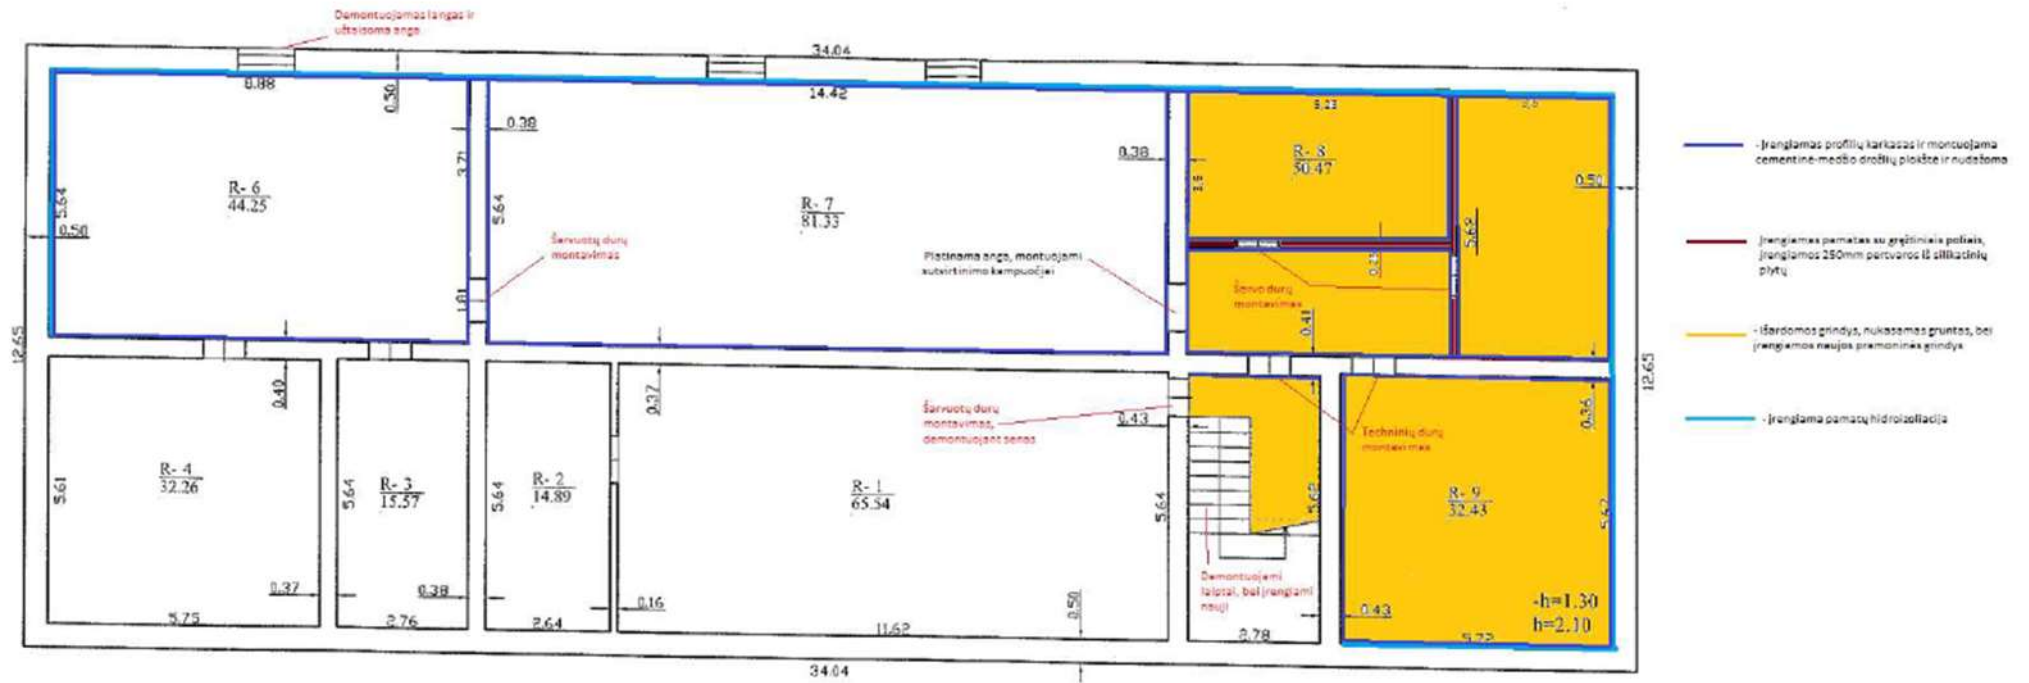 Demontuojamas langas ir
užtaisoma anga
34.04
8.88
0.50
14.42
5.23
0.38
3.71
8.38
R- 8
50.47
0.50
5.64
R- 6
44.25
5.64
R- 7
81.33
5.62
0.50
Šarvuotų durų
montavimas
Platinama anga, montuojami
sutvirtinimo kampuočiai
Šarvo durų
montavimas
1.81
0.41
12.65
12.65
0.40
0.37
0.43
0.36
Šarvuotų durų
montavimas,
demontuojant senas
Techninių durų
montavimas
5.61
R- 4
32.26
5.64
R- 3
15.57
5.64
R- 2
14.89
R- 1
65.54
5.64
R- 9
32.43
Demontuojami
laiptai, bei įrengiami
nauji
0.37
0.38
0.16
0.50
0.43
-h=1.30
h=2.10
5.75
2.76
2.64
11.62
2.78
5.72
34.04
- Įrengiamas profilių karkasas ir montuojama
cementinė-medžio drožlių plokštė ir nudažoma
Įrengiamas pamatas su gręžtiniais poliais,
įrengiamos 250mm pertvaros iš silikatinių
plytų
- Išardomos grindys, nukasamas gruntas, bei
įrengiamos naujos pramoninės grindys
- Įrengiama pamatų hidroizoliacija